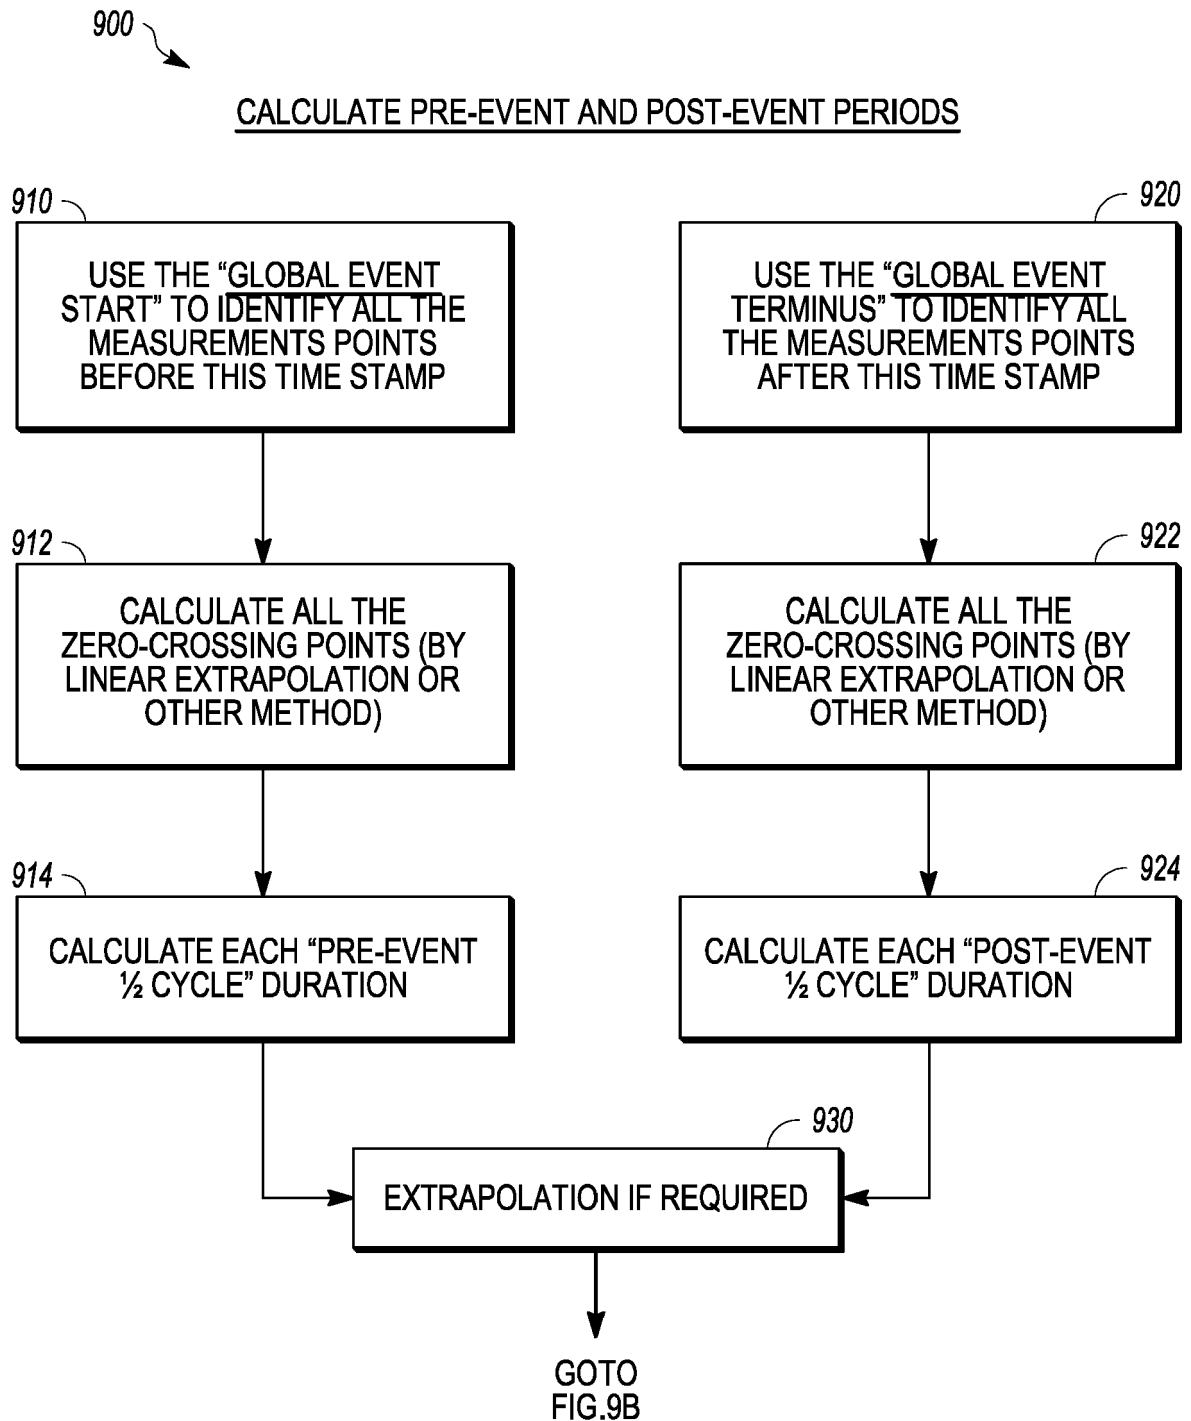 900
CALCULATE PRE-EVENT AND POST-EVENT PERIODS
910
USE THE “GLOBAL EVENT
START” TO IDENTIFY ALL THE
MEASUREMENTS POINTS
BEFORE THIS TIME STAMP
920
USE THE “GLOBAL EVENT
TERMINUS” TO IDENTIFY ALL
THE MEASUREMENTS POINTS
AFTER THIS TIME STAMP
912
CALCULATE ALL THE
ZERO-CROSSING POINTS (BY
LINEAR EXTRAPOLATION OR
OTHER METHOD)
922
CALCULATE ALL THE
ZERO-CROSSING POINTS (BY
LINEAR EXTRAPOLATION OR
OTHER METHOD)
914
CALCULATE EACH “PRE-EVENT
½ CYCLE” DURATION
924
CALCULATE EACH “POST-EVENT
½ CYCLE” DURATION
930
EXTRAPOLATION IF REQUIRED
GOTO
FIG.9B